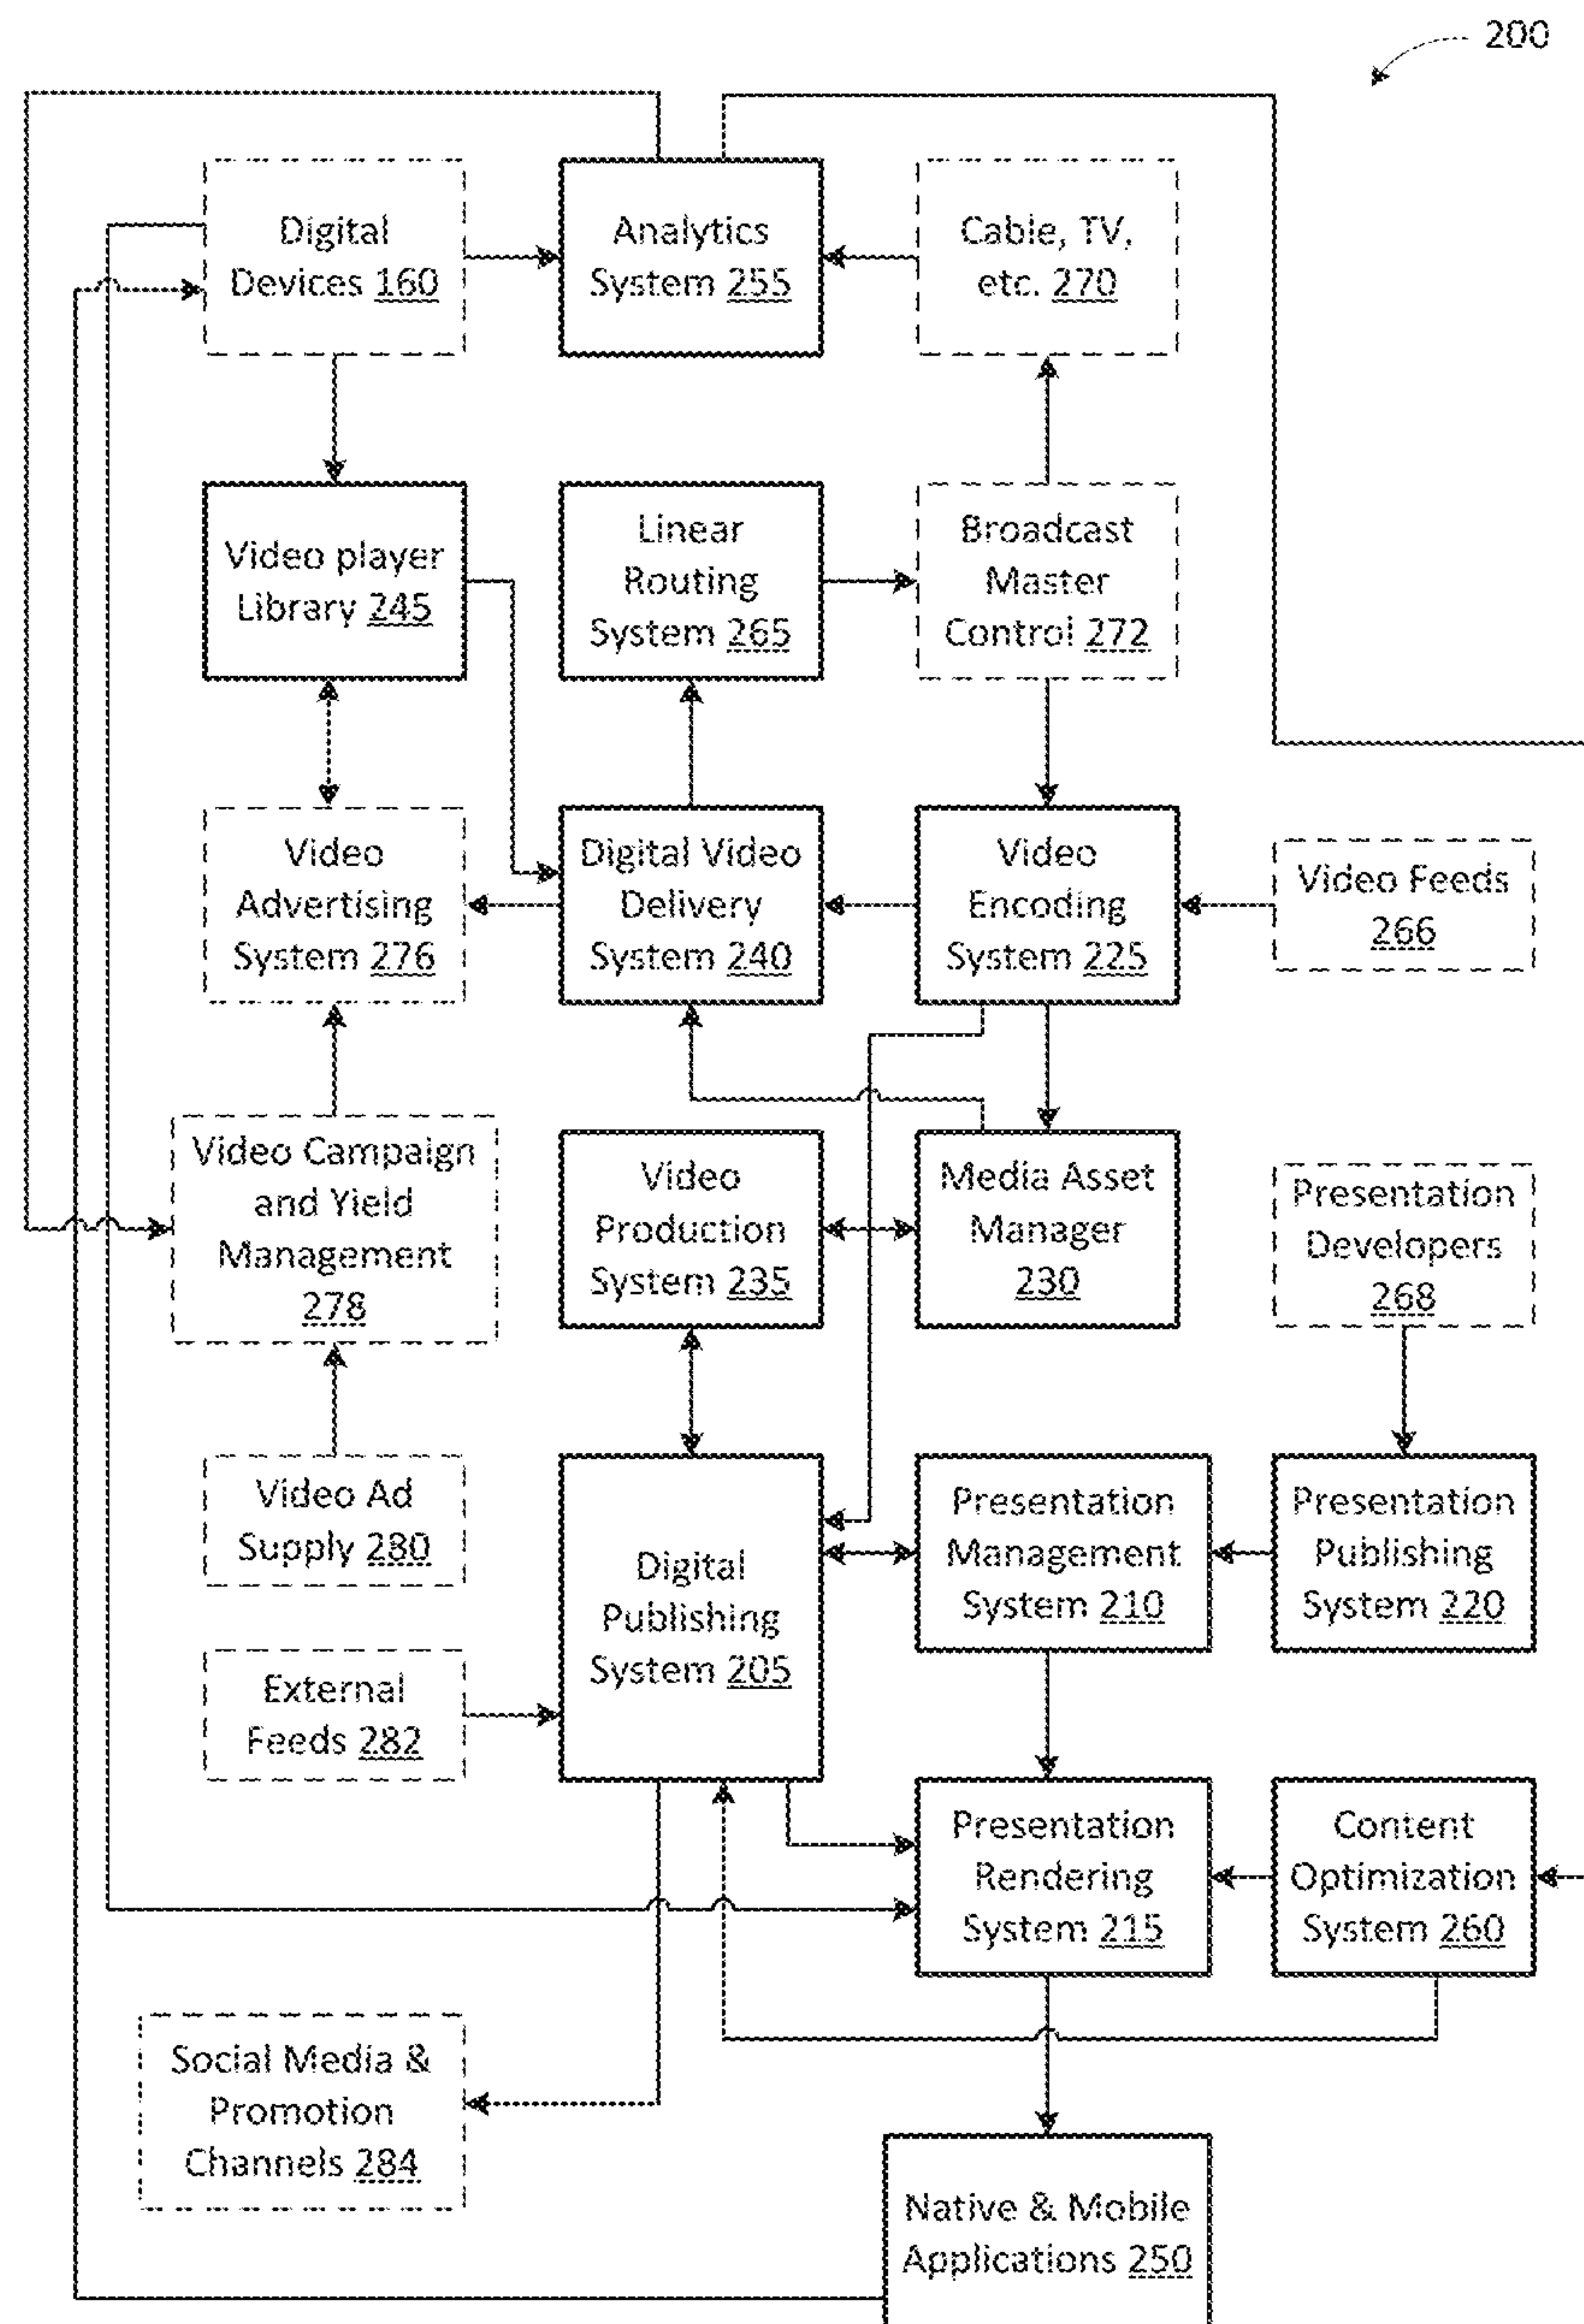 200
Digital
Devices 160
Analytics
System 255
Cable, TV,
etc. 270
Video player
Library 245
Linear
Routing
System 265
Broadcast
Master
Control 272
Video
Advertising
System 276
Digital Video
Delivery
System 240
Video
Encoding
System 225
Video Feeds
266
Video Campaign
and Yield
Management
278
Video
Production
System 235
Media Asset
Manager
230
Presentation
Developers
268
Video Ad
Supply 280
Digital
Publishing
System 205
Presentation
Management
System 210
Presentation
Publishing
System 220
External
Feeds 282
Presentation
Rendering
System 215
Content
Optimization
System 260
Social Media &
Promotion
Channels 284
Native & Mobile
Applications 250